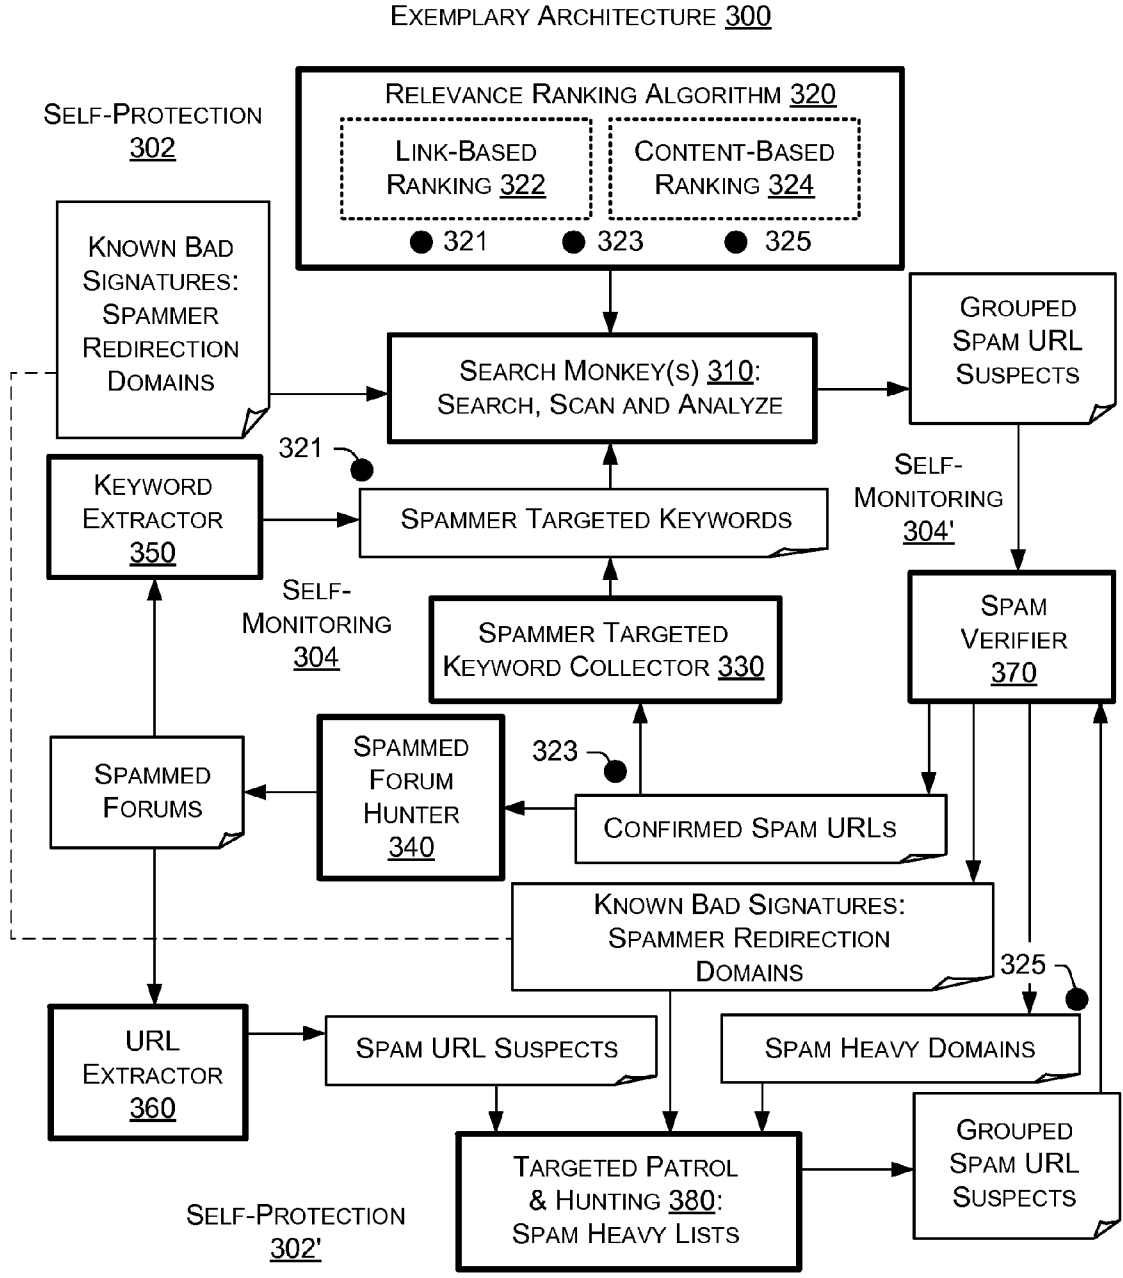 EXEMPLARY ARCHITECTURE 300
RELEVANCE RANKING ALGORITHM 320
SELF-PROTECTION
302
LINK-BASED
RANKING 322
CONTENT-BASED
RANKING 324
321
323
325
KNOWN BAD
SIGNATURES:
SPAMMER
REDIRECTION
DOMAINS
SEARCH MONKEY(S) 310:
SEARCH, SCAN AND ANALYZE
GROUPED
SPAM URL
SUSPECTS
321
KEYWORD
EXTRACTOR
350
SPAMMER TARGETED KEYWORDS
SELF-
MONITORING
304'
SELF-
MONITORING
304
SPAMMER TARGETED
KEYWORD COLLECTOR 330
SPAM
VERIFIER
370
SPAMMED
FORUMS
SPAMMED
FORUM
HUNTER
340
323
CONFIRMED SPAM URLS
KNOWN BAD SIGNATURES:
SPAMMER REDIRECTION
DOMAINS
325
URL
EXTRACTOR
360
SPAM URL SUSPECTS
SPAM HEAVY DOMAINS
TARGETED PATROL
& HUNTING 380:
SPAM HEAVY LISTS
GROUPED
SPAM URL
SUSPECTS
SELF-PROTECTION
302'